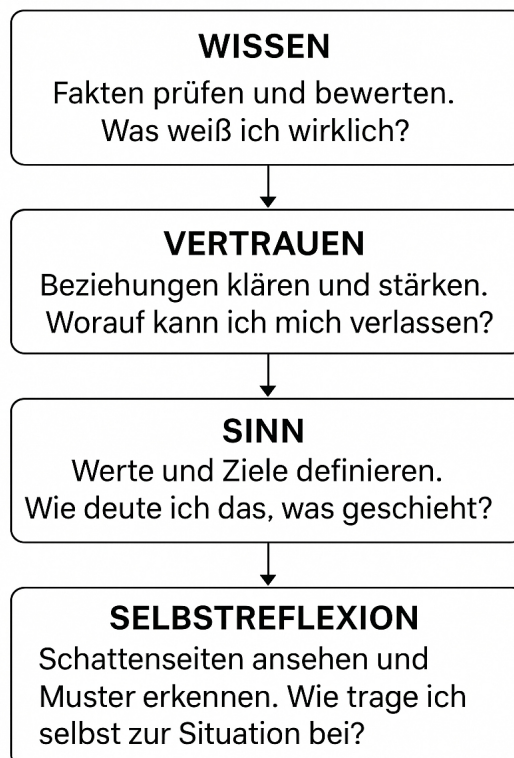 WISSEN
Fakten prüfen und bewerten.
Was weiß ich wirklich?
VERTRAUEN
Beziehungen klären und stärken.
Worauf kann ich mich verlassen?
SINN
Werte und Ziele definieren.
Wie deute ich das, was geschieht?
SELBSTREFLEXION
Schattenseiten ansehen und
Muster erkennen. Wie trage ich
selbst zur Situation bei?